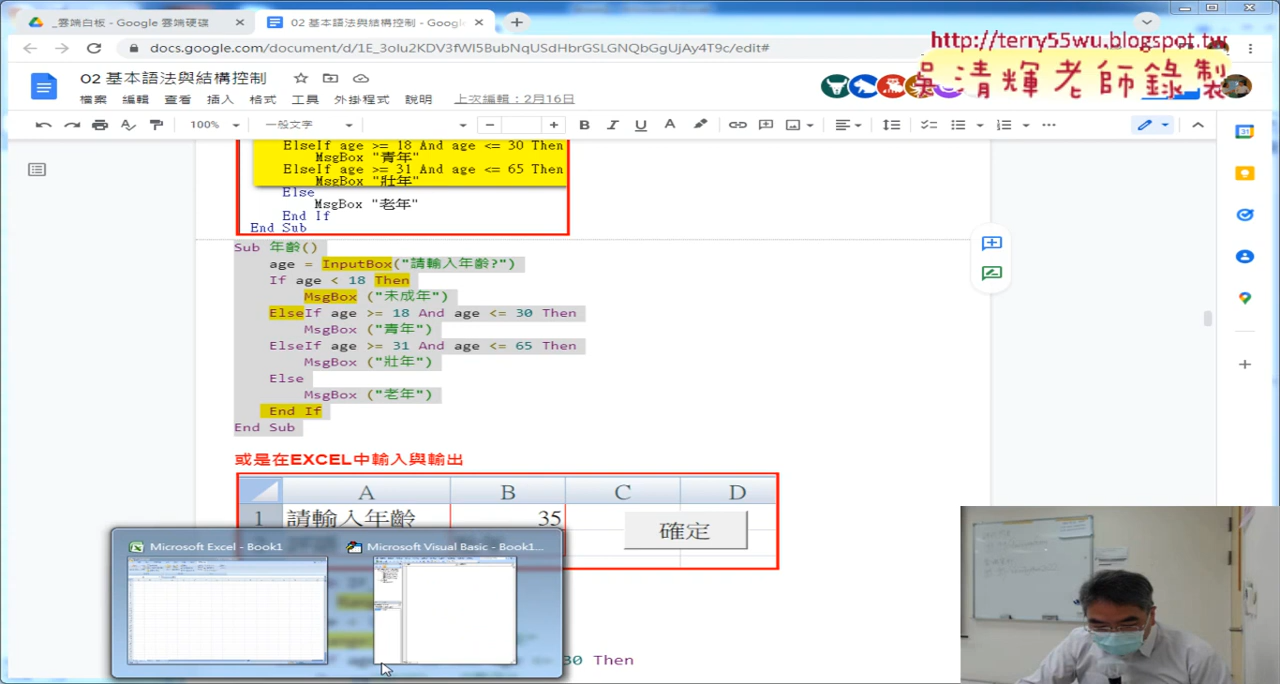 _雲端白板 - Google 雲端硬碟
02 基本語法與結構控制 - Google
docs.google.com/document/d/1E_3oIu2KDV3fWI5BubNqUSdHbrGSLGNQbGgUjAy4T9c/edit#
http://terry55wu.blogspot.tw
吳清輝老師錄製
02 基本語法與結構控制
檔案 編輯 查看 插入 格式 工具 外掛程式 說明 上次編輯：2月16日
100% 一般文字
ElseIf age >= 18 And age <= 30 Then
MsgBox "青年"
ElseIf age >= 31 And age <= 65 Then
MsgBox "壯年"
Else
MsgBox "老年"
End If
End Sub
Sub 年齡()
age = InputBox("請輸入年齡?")
If age < 18 Then
MsgBox ("未成年")
ElseIf age >= 18 And age <= 30 Then
MsgBox ("青年")
ElseIf age >= 31 And age <= 65 Then
MsgBox ("壯年")
Else
MsgBox ("老年")
End If
End Sub
或是在EXCEL中輸入與輸出
A B C D
1 請輸入年齡 35 確定
Microsoft Excel - Book1
Microsoft Visual Basic - Book1...
30 Then